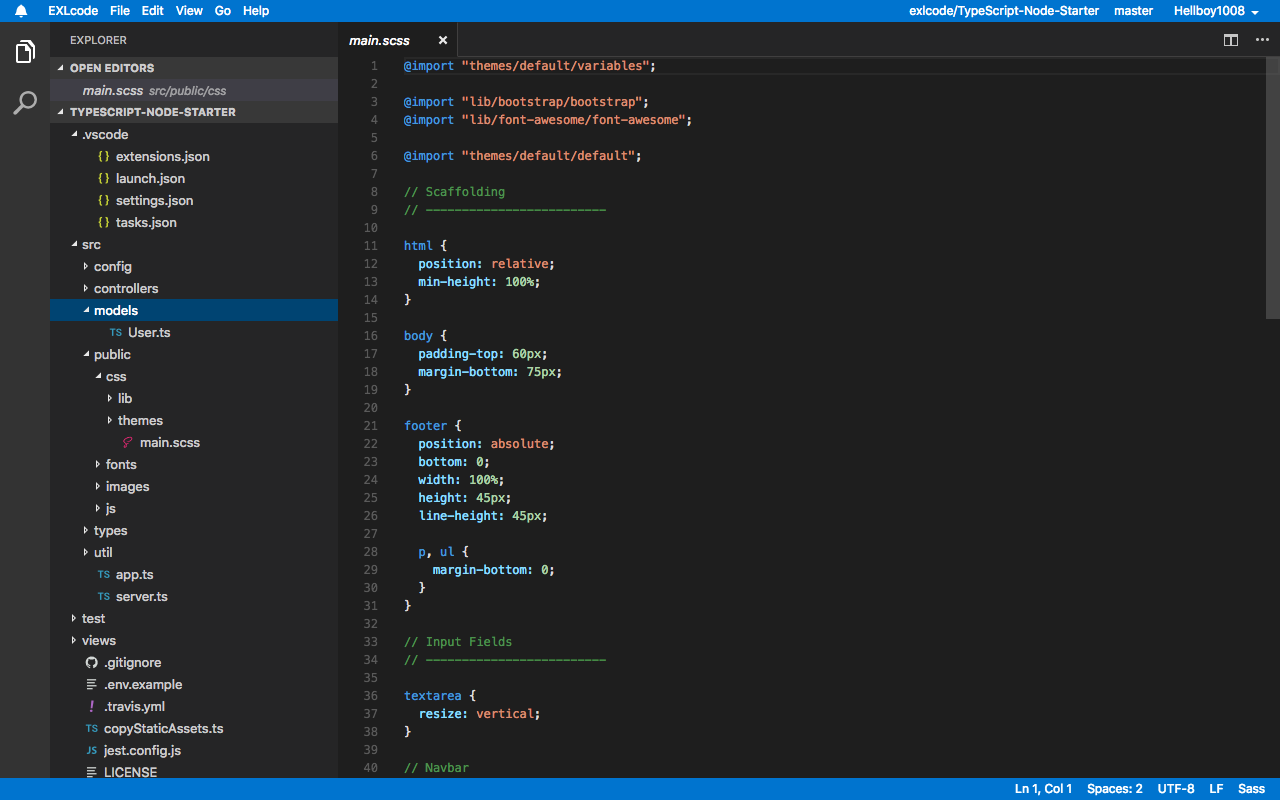 EXLcode File Edit View Go Help exlcode/TypeScript-Node-Starter master Hellboy1008
EXPLORER
OPEN EDITORS
main.scss src/public/css
TYPESCRIPT-NODE-STARTER
.vscode
{} extensions.json
{} launch.json
{} settings.json
{} tasks.json
src
config
controllers
models
TS User.ts
public
css
lib
themes
main.scss
fonts
images
js
types
util
TS app.ts
TS server.ts
test
views
.gitignore
.env.example
! .travis.yml
TS copyStaticAssets.ts
JS jest.config.js
LICENSE
main.scss
1 @import "themes/default/variables";
2
3 @import "lib/bootstrap/bootstrap";
4 @import "lib/font-awesome/font-awesome";
5
6 @import "themes/default/default";
7
8 // Scaffolding
9 // -------------------------
10
11 html {
12   position: relative;
13   min-height: 100%;
14 }
15
16 body {
17   padding-top: 60px;
18   margin-bottom: 75px;
19 }
20
21 footer {
22   position: absolute;
23   bottom: 0;
24   width: 100%;
25   height: 45px;
26   line-height: 45px;
27
28   p, ul {
29     margin-bottom: 0;
30   }
31 }
32
33 // Input Fields
34 // -------------------------
35
36 textarea {
37   resize: vertical;
38 }
39
40 // Navbar
Ln 1, Col 1 Spaces: 2 UTF-8 LF Sass